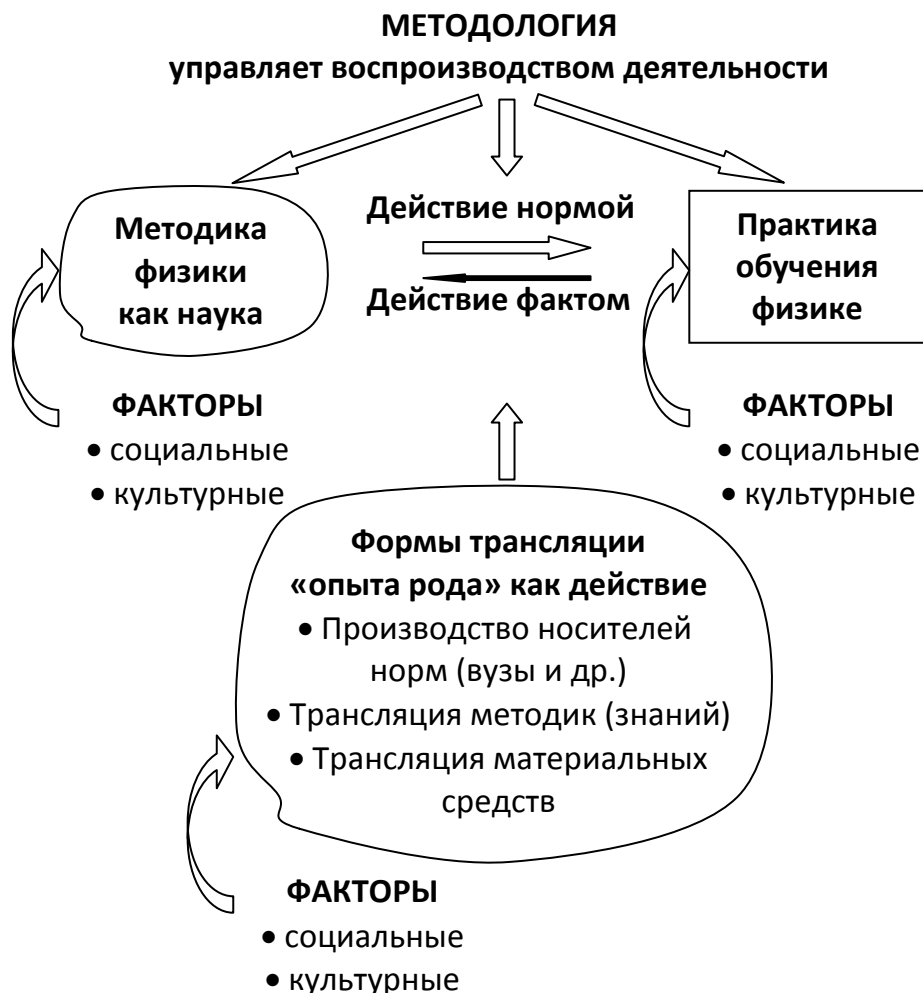 МЕТОДОЛОГИЯ
управляет воспроизводством деятельности
Методика
физики
как наука
Действие нормой
Действие фактом
Практика
обучения
физике
ФАКТОРЫ
• социальные
• культурные
ФАКТОРЫ
• социальные
• культурные
Формы трансляции
«опыта рода» как действие
• Производство носителей
норм (вузы и др.)
• Трансляция методик (знаний)
• Трансляция материальных
средств
ФАКТОРЫ
• социальные
• культурные